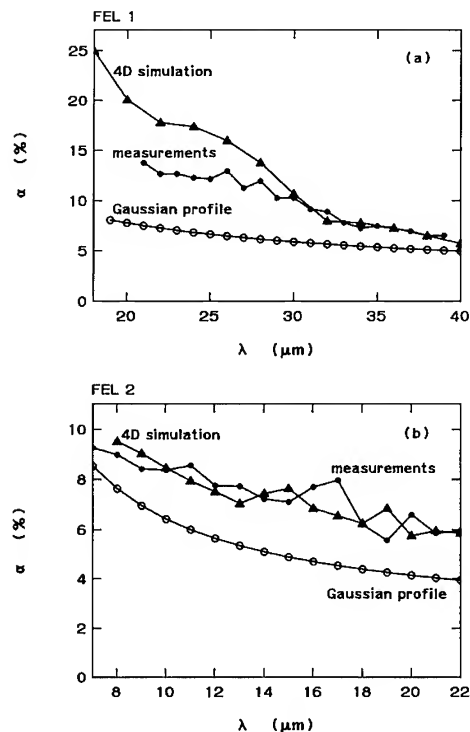 FEL 1
(a)
25
4D simulation
20
15
measurements
α (%)
10
Gaussian profile
5
0
20 25 30 35 40
λ (μm)
FEL 2
(b)
10
4D simulation
measurements
8
6
α (%)
4
Gaussian profile
2
0
8 10 12 14 16 18 20 22
λ (μm)